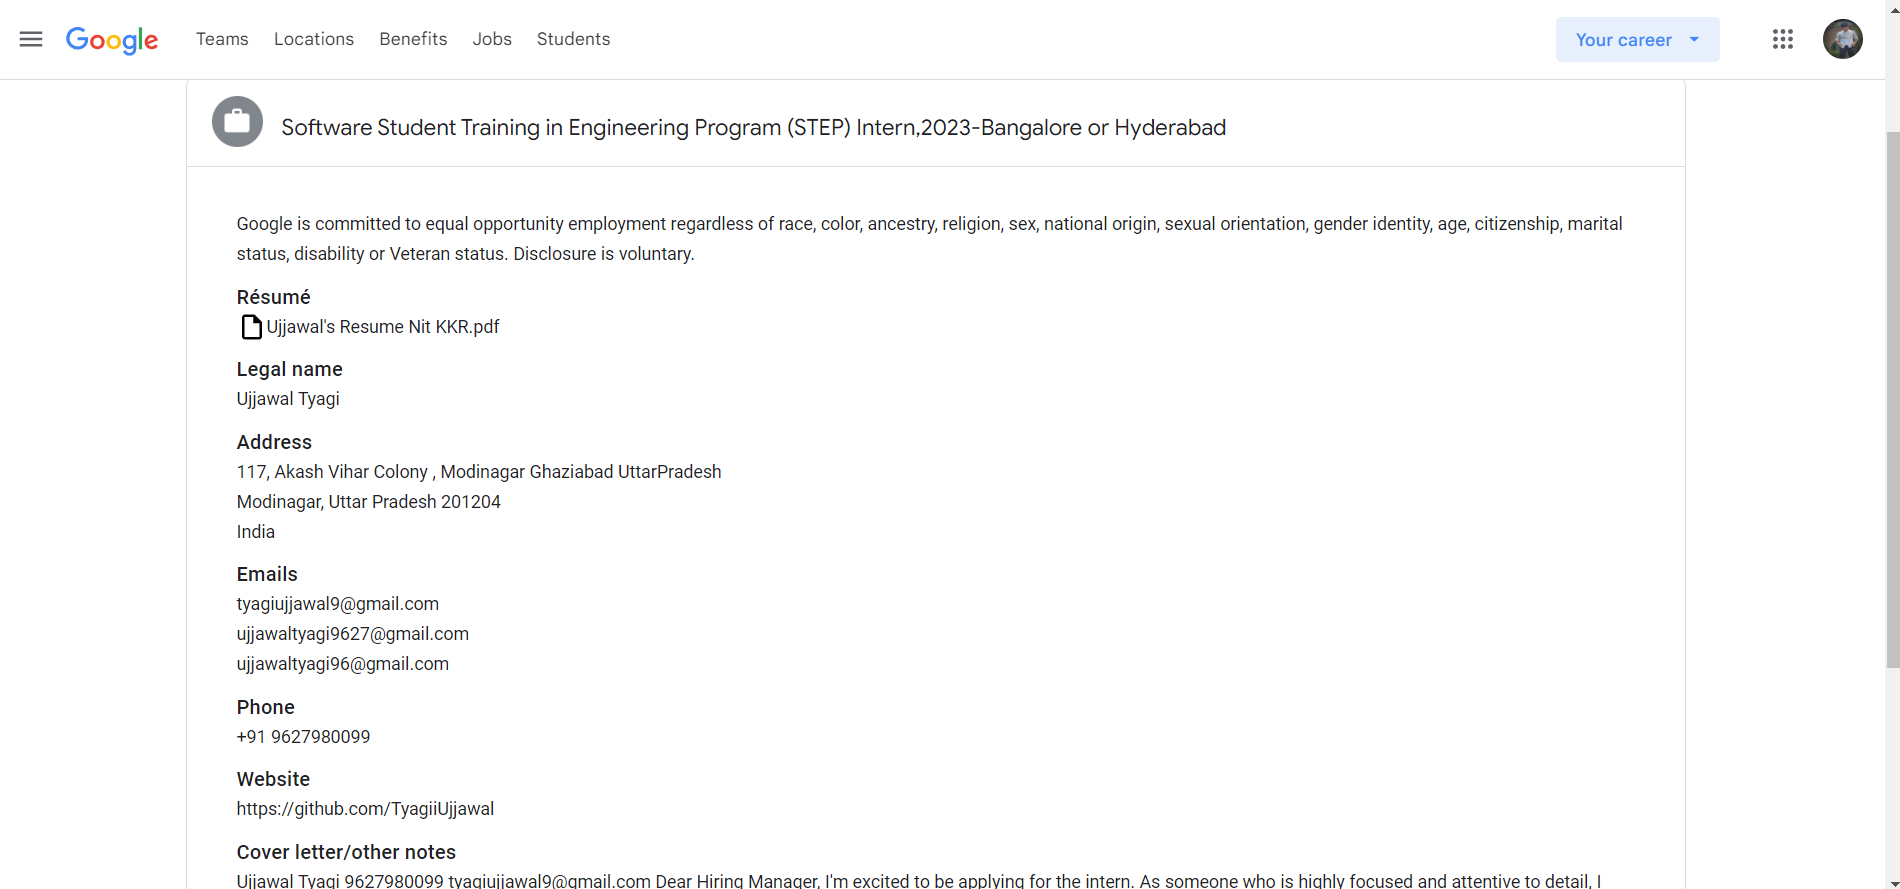 Google Teams Locations Benefits Jobs Students Your career
Software Student Training in Engineering Program (STEP) Intern,2023-Bangalore or Hyderabad
Google is committed to equal opportunity employment regardless of race, color, ancestry, religion, sex, national origin, sexual orientation, gender identity, age, citizenship, marital
status, disability or Veteran status. Disclosure is voluntary.
Résumé
Ujjawal's Resume Nit KKR.pdf
Legal name
Ujjawal Tyagi
Address
117, Akash Vihar Colony , Modinagar Ghaziabad UttarPradesh
Modinagar, Uttar Pradesh 201204
India
Emails
tyagiujjawal9@gmail.com
ujjawaltyagi9627@gmail.com
ujjawaltyagi96@gmail.com
Phone
+91 9627980099
Website
https://github.com/TyagiiUjjawal
Cover letter/other notes
Ujjawal Tyagi 9627980099 tyagiujjawal9@gmail.com Dear Hiring Manager, I'm excited to be applying for the intern. As someone who is highly focused and attentive to detail, I